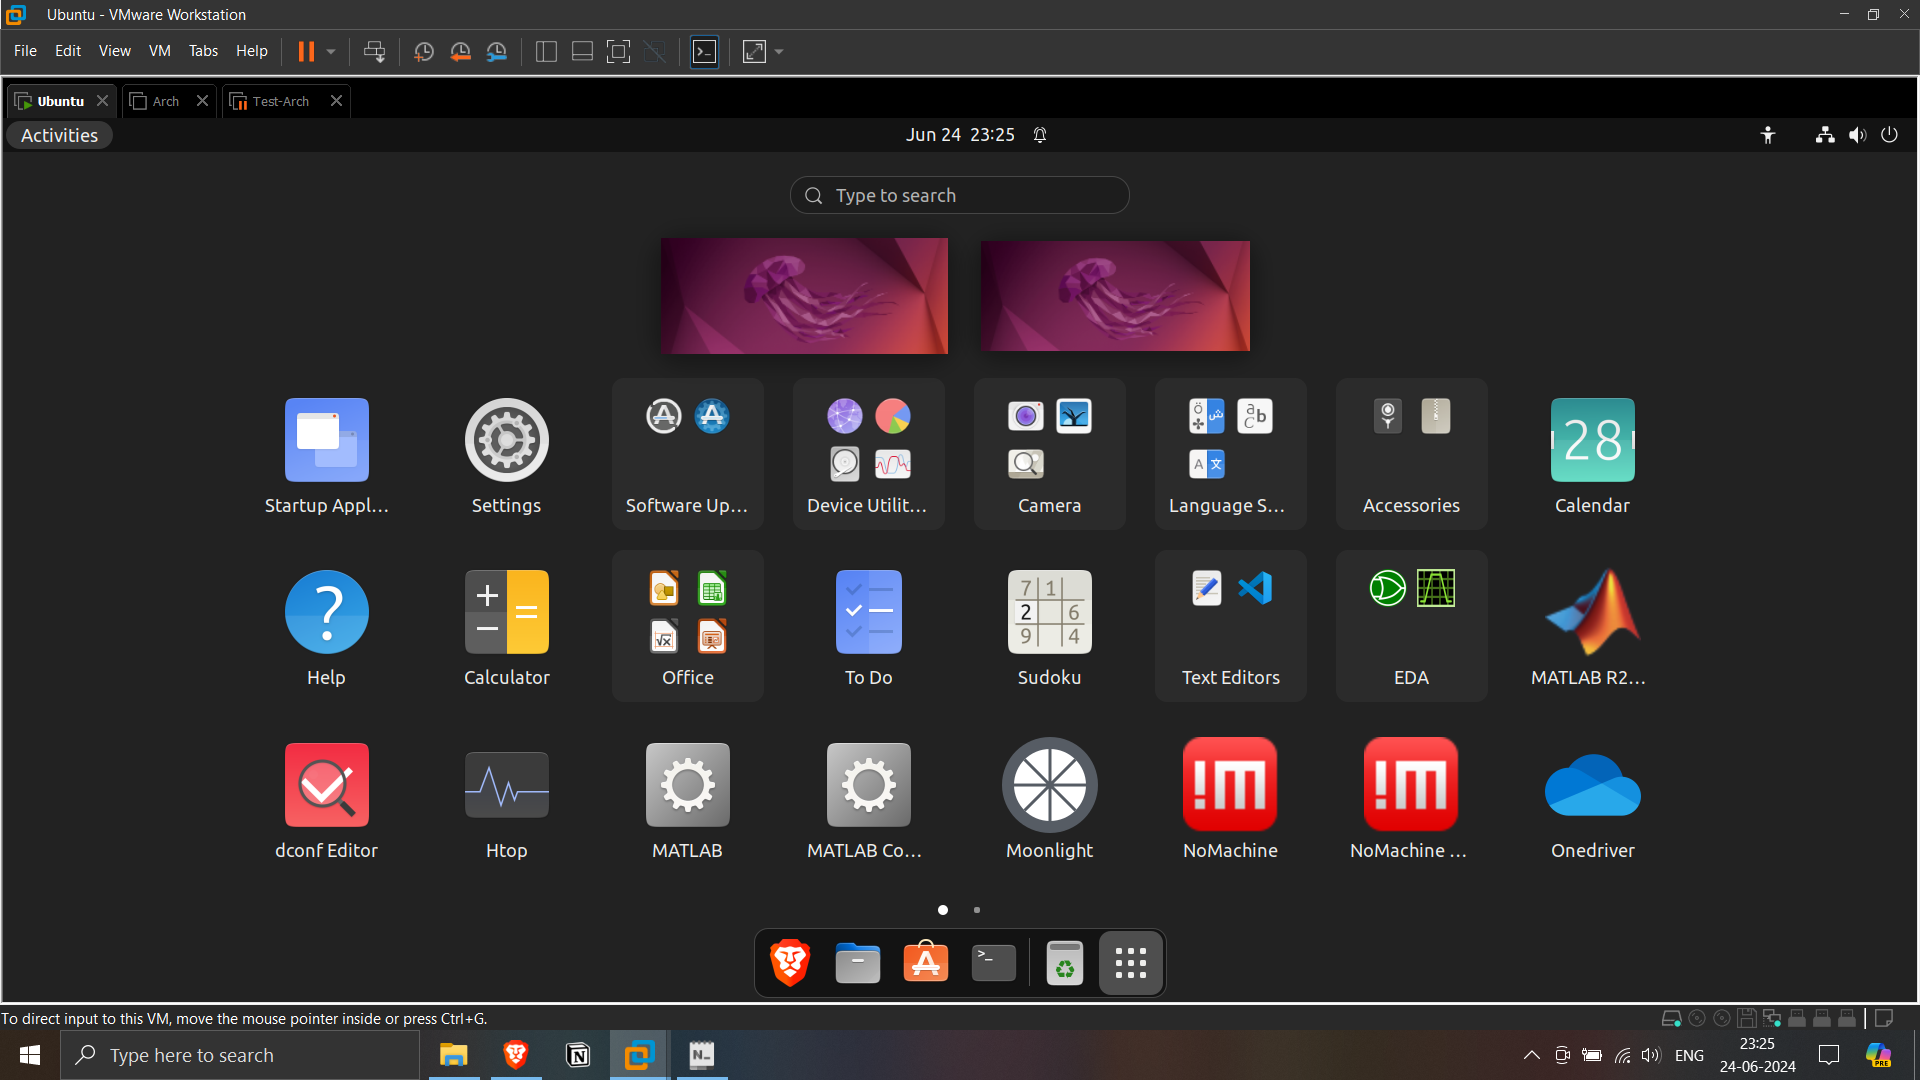 Ubuntu - VMware Workstation
File Edit View VM Tabs Help
Ubuntu Arch Test-Arch
Activities Jun 24 23:25
Type to search
Startup Appl... Settings Software Up... Device Utilit... Camera Language S... Accessories Calendar
28
Help Calculator Office To Do Sudoku Text Editors EDA MATLAB R2...
7 1
2 6
9 4
dconf Editor Htop MATLAB MATLAB Co... Moonlight NoMachine NoMachine ... Onedriver
To direct input to this VM, move the mouse pointer inside or press Ctrl+G.
Type here to search
ENG
23:25
24-06-2024
PRE